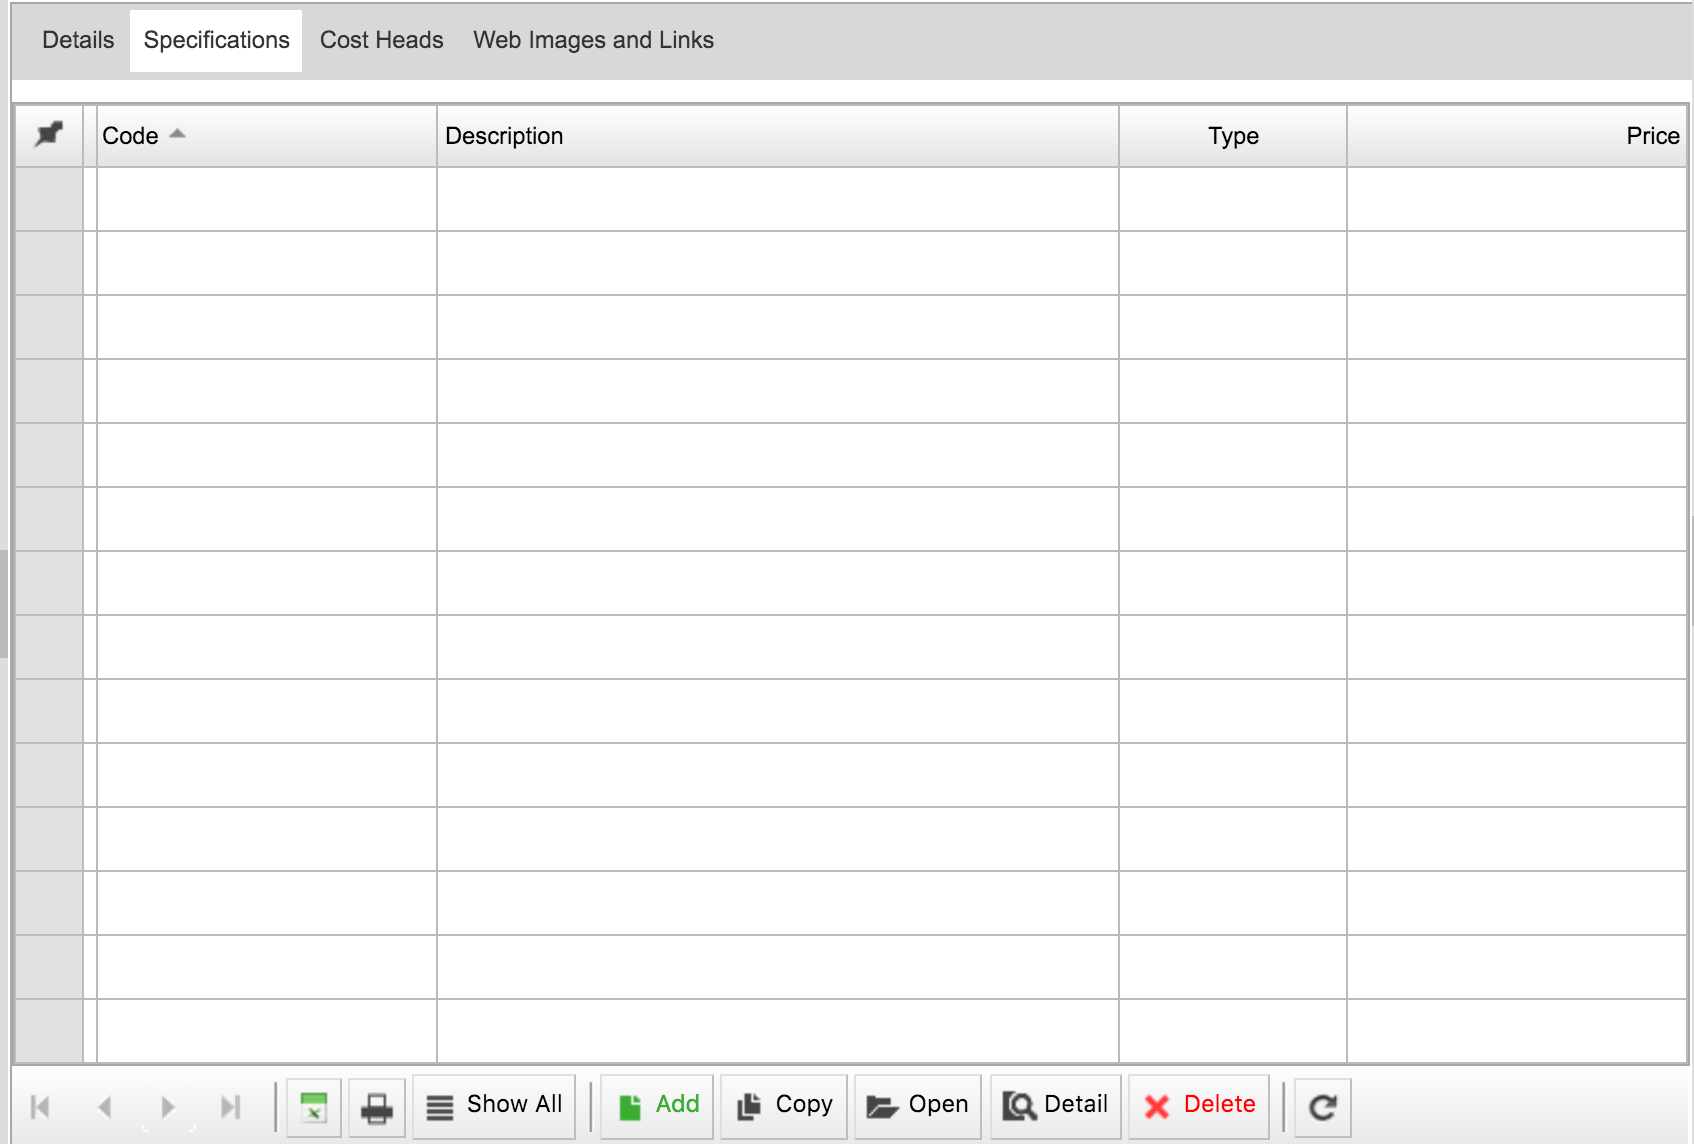 Details Specifications Cost Heads Web Images and Links
Code Description Type Price
Show All Add Copy Open Detail Delete